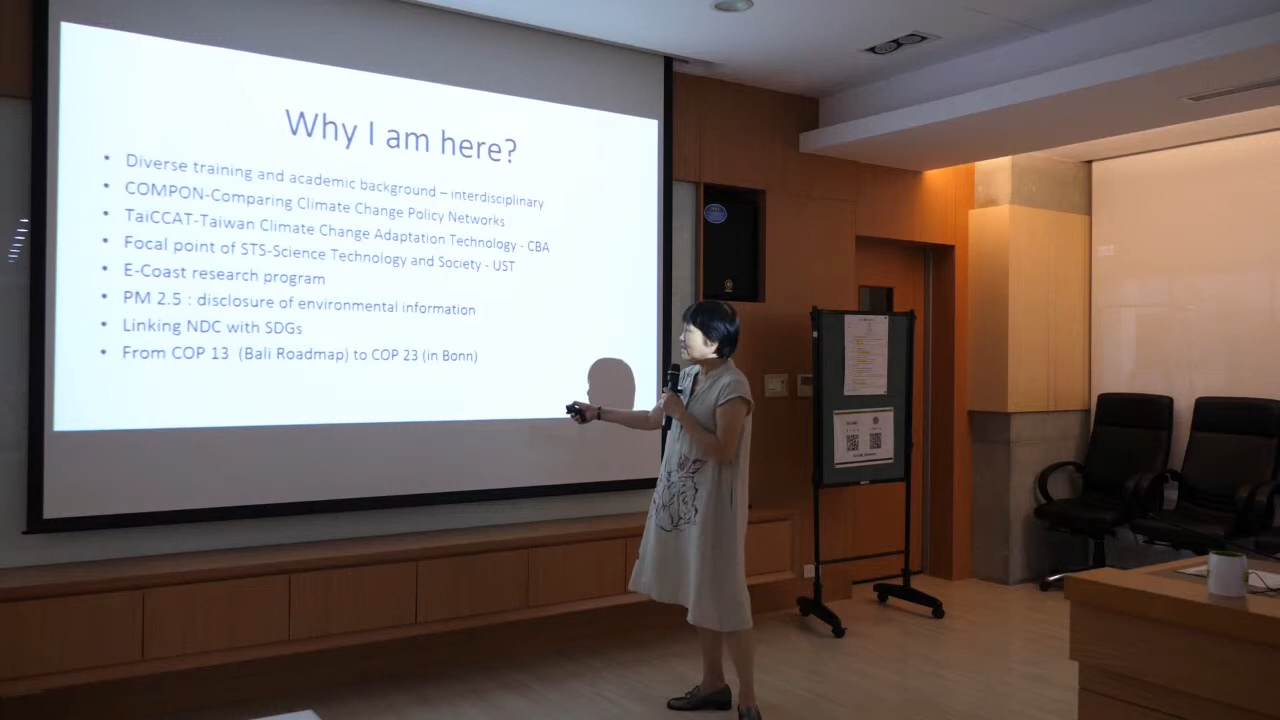 Why I am here?
• Diverse training and academic background – interdisciplinary
• COMPON-Comparing Climate Change Policy Networks
• TaiCCAT-Taiwan Climate Change Adaptation Technology - CBA
• Focal point of STS-Science Technology and Society - UST
• E-Coast research program
• PM 2.5 : disclosure of environmental information
• Linking NDC with SDGs
• From COP 13 (Bali Roadmap) to COP 23 (in Bonn)